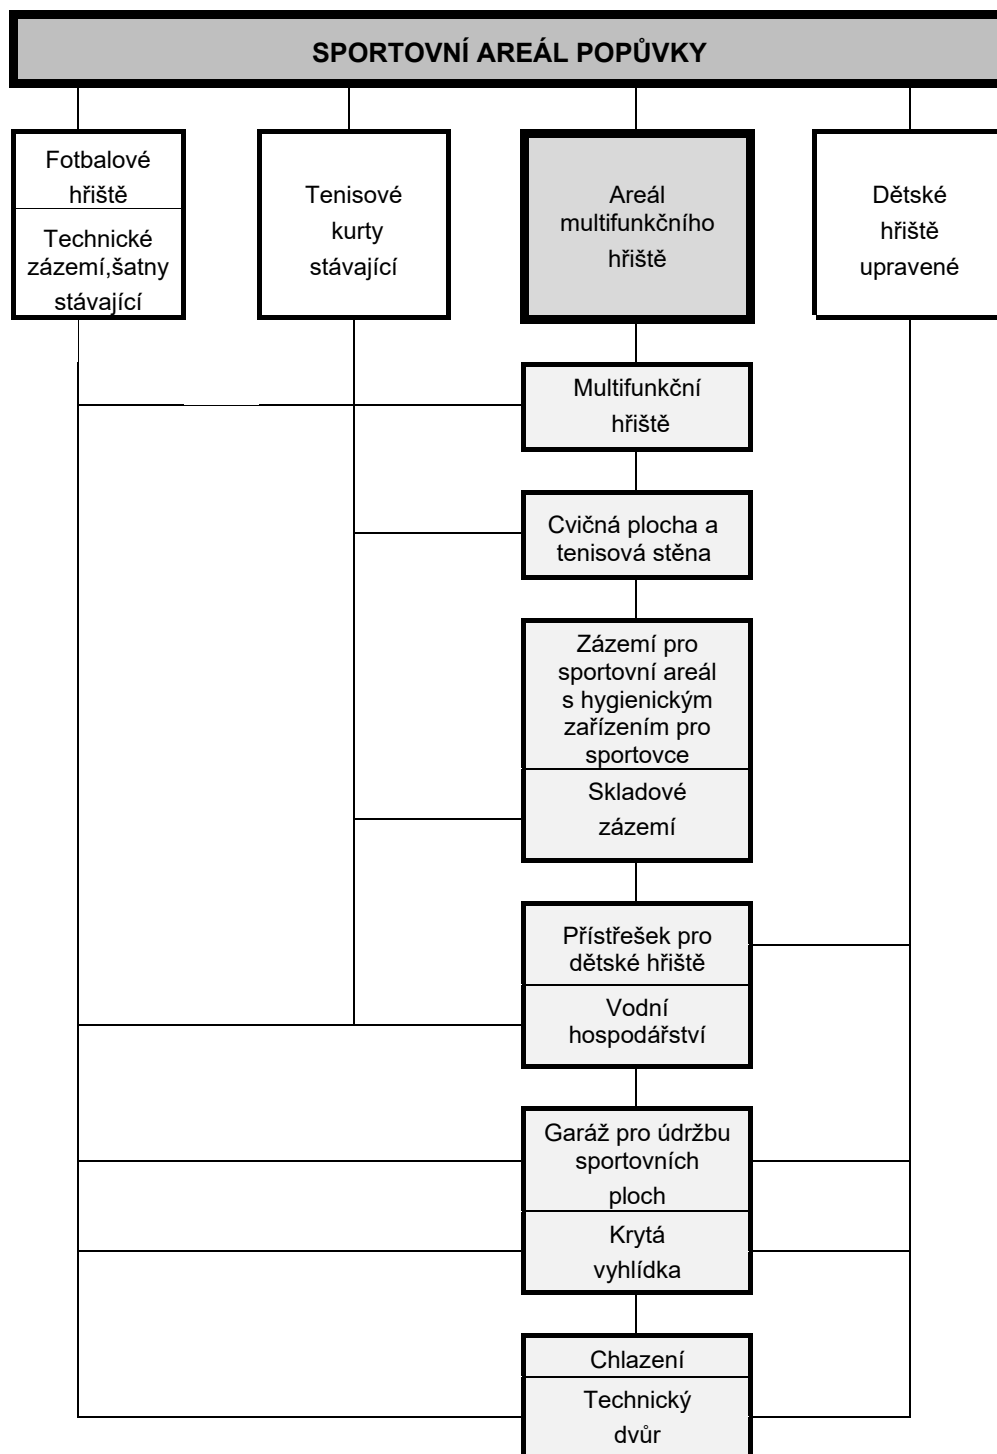 SPORTOVNÍ AREÁL POPŮVKY
Fotbalové
hřiště
Technické
zázemí,šatny
stávající
Tenisové
kurty
stávající
Areál
multifunkčního
hřiště
Dětské
hřiště
upravené
Multifunkční
hřiště
Cvičná plocha a
tenisová stěna
Zázemí pro
sportovní areál
s hygienickým
zařízením pro
sportovce
Skladové
zázemí
Přístřešek pro
dětské hřiště
Vodní
hospodářství
Garáž pro údržbu
sportovních
ploch
Krytá
vyhlídka
Chlazení
Technický
dvůr